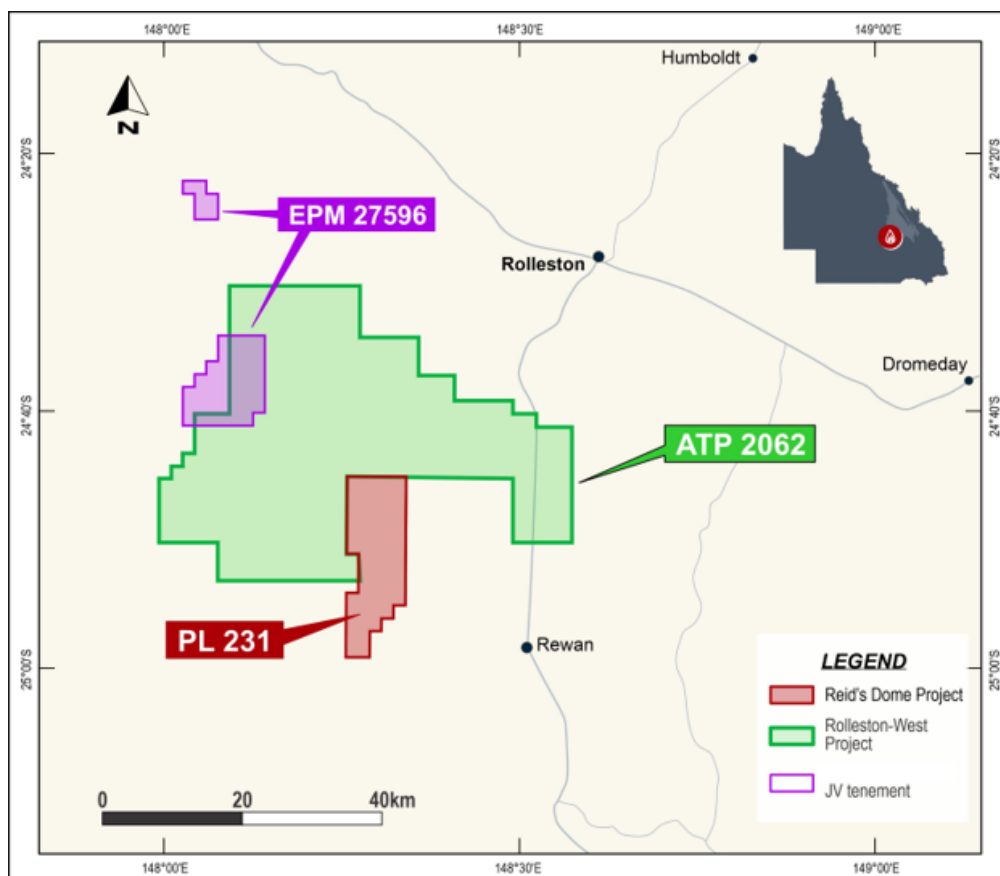 148°00'E
148°30'E
149°00'E
Humboldt
N
24°20'S
24°20'S
EPM 27596
Rolleston
Dromeday
24°40'S
24°40'S
ATP 2062
PL 231
Rewan
25°00'S
25°00'S
LEGEND
Reid's Dome Project
Rolleston-West
Project
JV tenement
0
20
40km
148°00'E
148°30'E
149°00'E